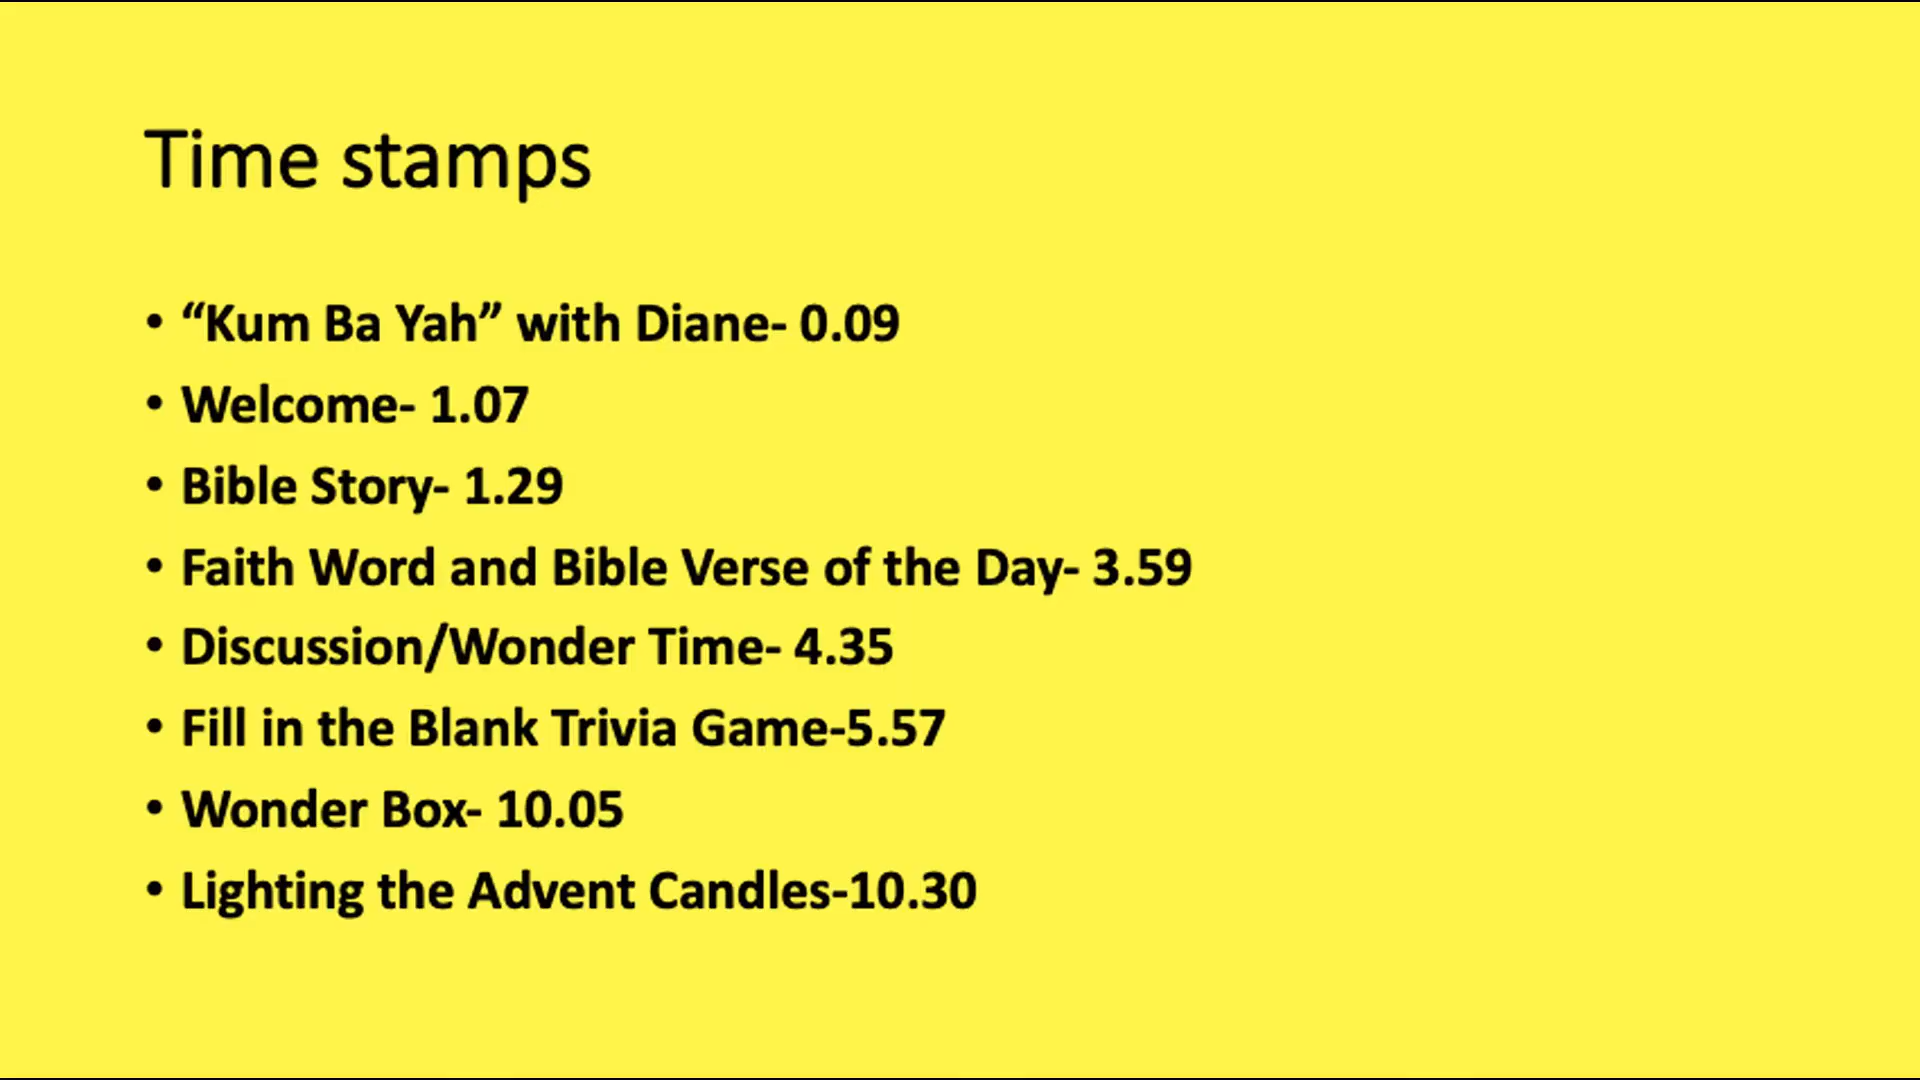 Time stamps
• “Kum Ba Yah” with Diane- 0.09
• Welcome- 1.07
• Bible Story- 1.29
• Faith Word and Bible Verse of the Day- 3.59
• Discussion/Wonder Time- 4.35
• Fill in the Blank Trivia Game-5.57
• Wonder Box- 10.05
• Lighting the Advent Candles-10.30